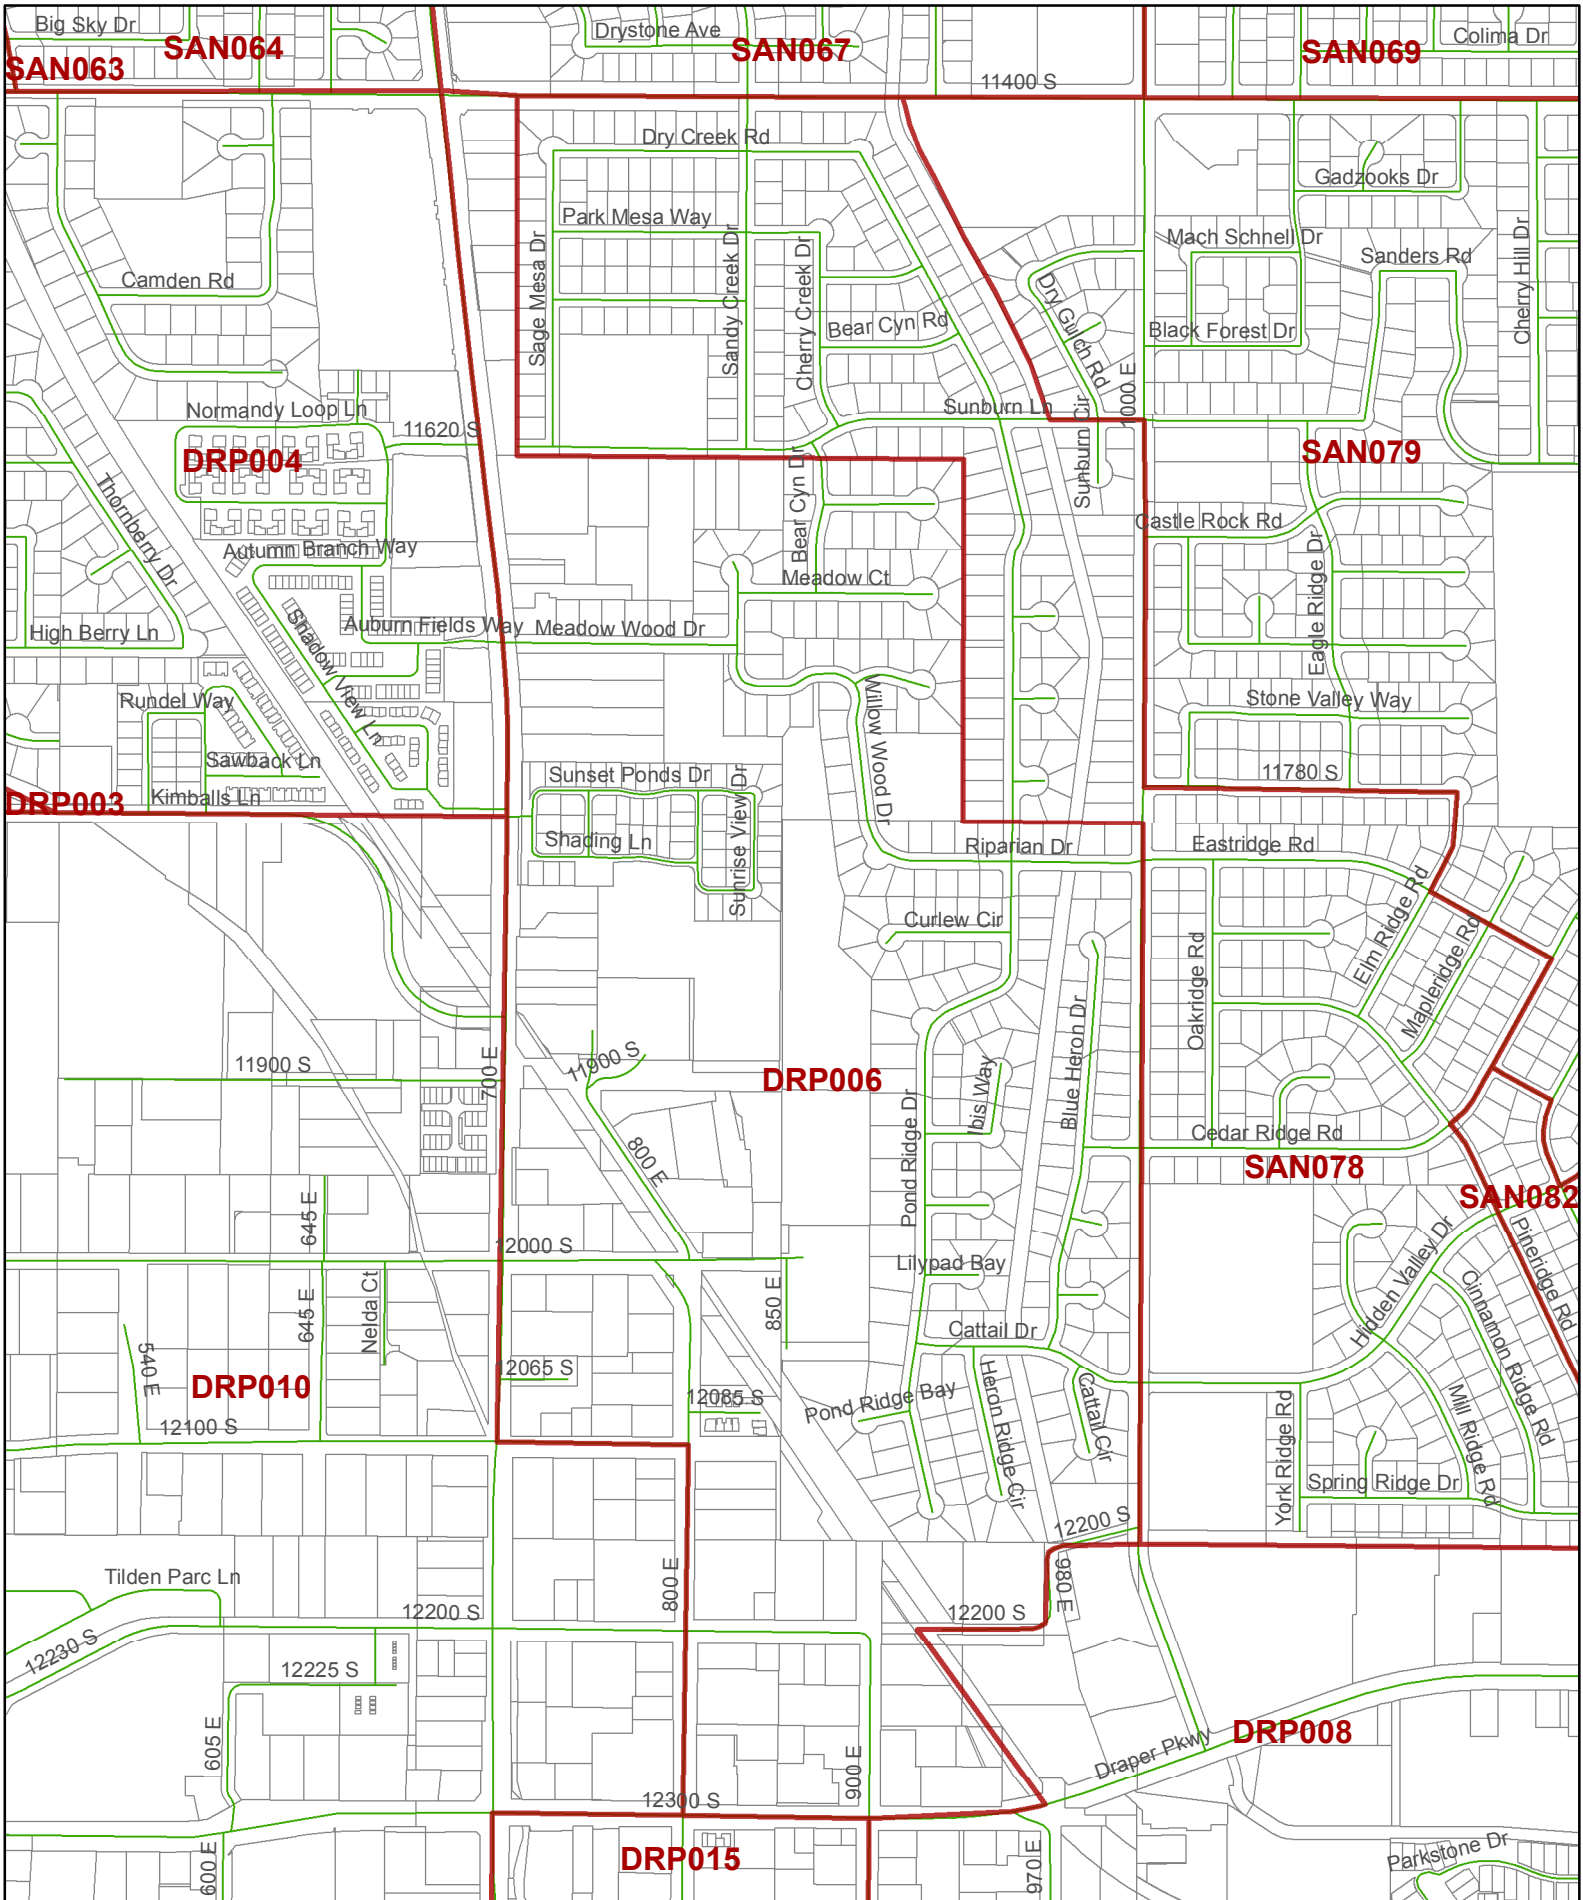 Big Sky Dr
SAN064
Drystone Ave
SAN067
SAN069
Colima Dr
SAN063
11400 S
Dry Creek Rd
Gadzooks Dr
Park Mesa Way
Mach Schnell Dr
Sanders Rd
Cherry Hill Dr
Camden Rd
Sage Mesa Dr
Sandy Creek Dr
Cherry Creek Dr
Bear Cyn Rd
Dry Gulch Rd
Black Forest Dr
Normandy Loop Ln
11620 S
Sunburn Ln
Sunburn Cir
1000 E
DRP004
SAN079
Thornberry Dr
Bear Cyn Dr
Castle Rock Rd
Autumn Branch Way
Meadow Ct
Eagle Ridge Dr
High Berry Ln
Shadow View Ln
Auburn Fields Way
Meadow Wood Dr
Rundel Way
Willow Wood Dr
Stone Valley Way
Sawback Ln
Sunset Ponds Dr
Sunrise View Dr
11780 S
DRP003
Kimballs Ln
Shading Ln
Riparian Dr
Eastridge Rd
Curlew Cir
Oakridge Rd
Elm Ridge Rd
Mapleridge Rd
11900 S
700 E
11900 S
DRP006
Pond Ridge Dr
Ibis Way
Blue Heron Dr
800 E
Cedar Ridge Rd
SAN078
SAN082
645 E
12000 S
Lilypad Bay
Hidden Valley Dr
Pineridge Rd
645 E
Nelda Ct
850 E
Cattail Dr
Cinnamon Ridge Rd
540 E
DRP010
12065 S
12085 S
Pond Ridge Bay
Heron Ridge Cir
Cattail Cir
York Ridge Rd
Mill Ridge Rd
12100 S
Spring Ridge Dr
12200 S
Tilden Parc Ln
800 E
980 E
12200 S
12200 S
12230 S
12225 S
605 E
900 E
Draper Pkwy
DRP008
12300 S
600 E
DRP015
970 E
Parkstone Dr